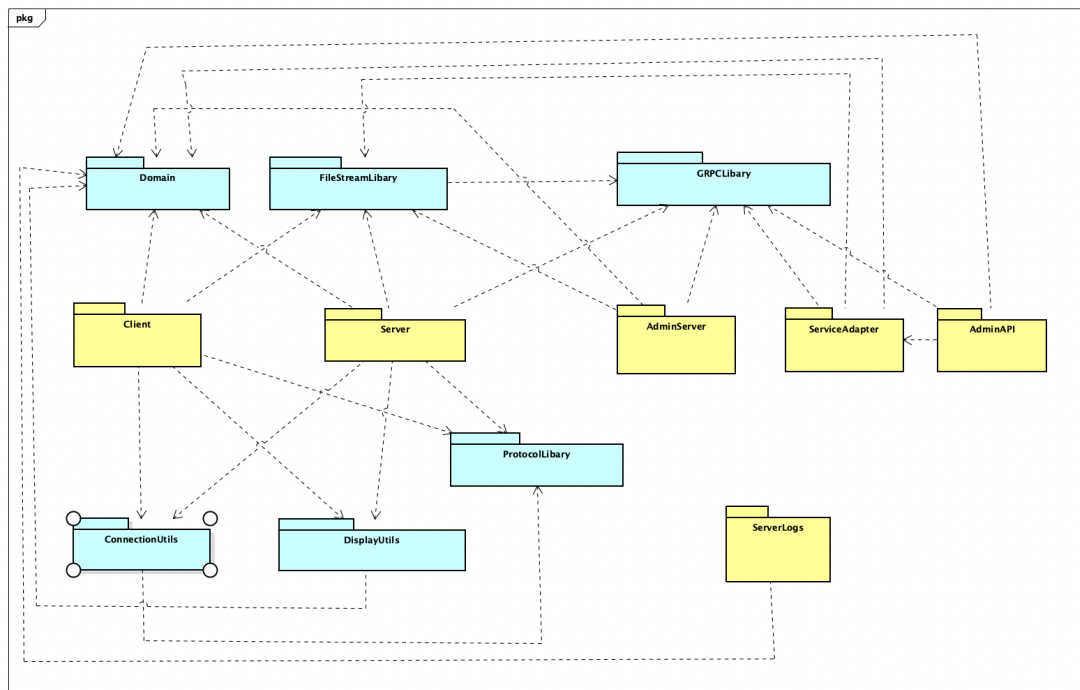 pkg
Domain
FileStreamLibary
GRPCLibary
Client
Server
AdminServer
ServiceAdapter
AdminAPI
ProtocolLibary
ConnectionUtils
DisplayUtils
ServerLogs